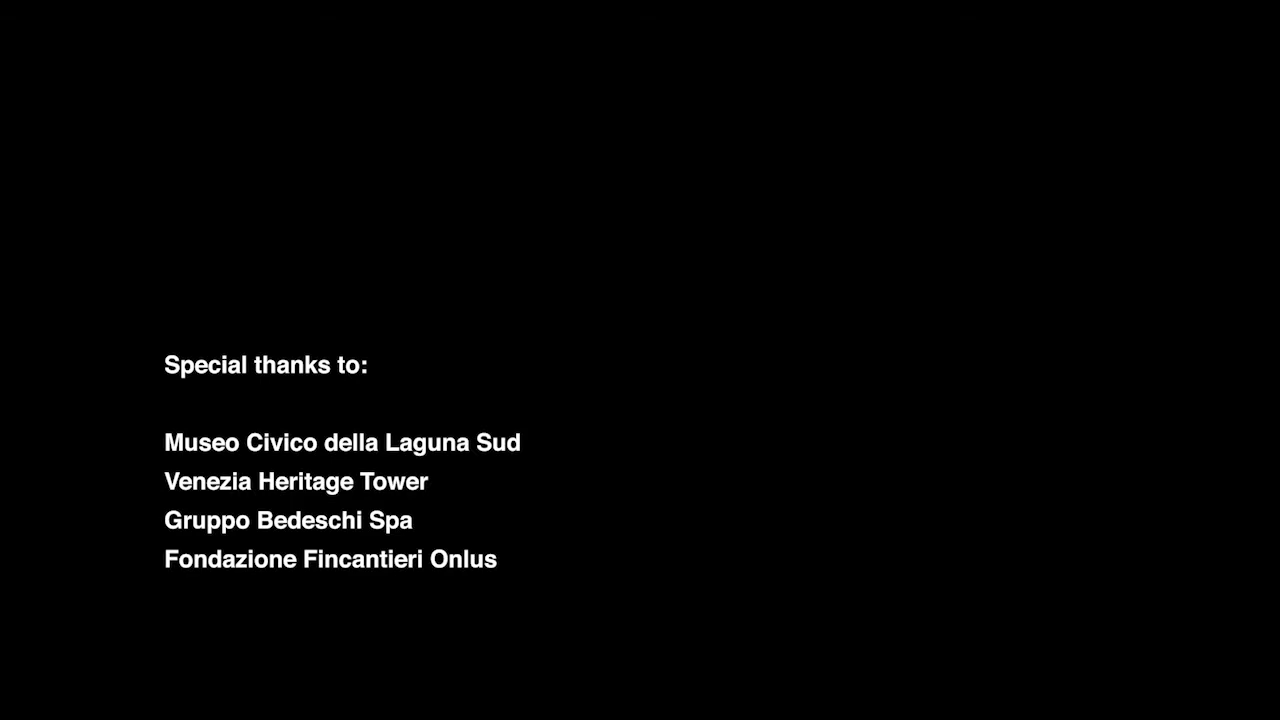 Special thanks to:
Museo Civico della Laguna Sud
Venezia Heritage Tower
Gruppo Bedeschi Spa
Fondazione Fincantieri Onlus